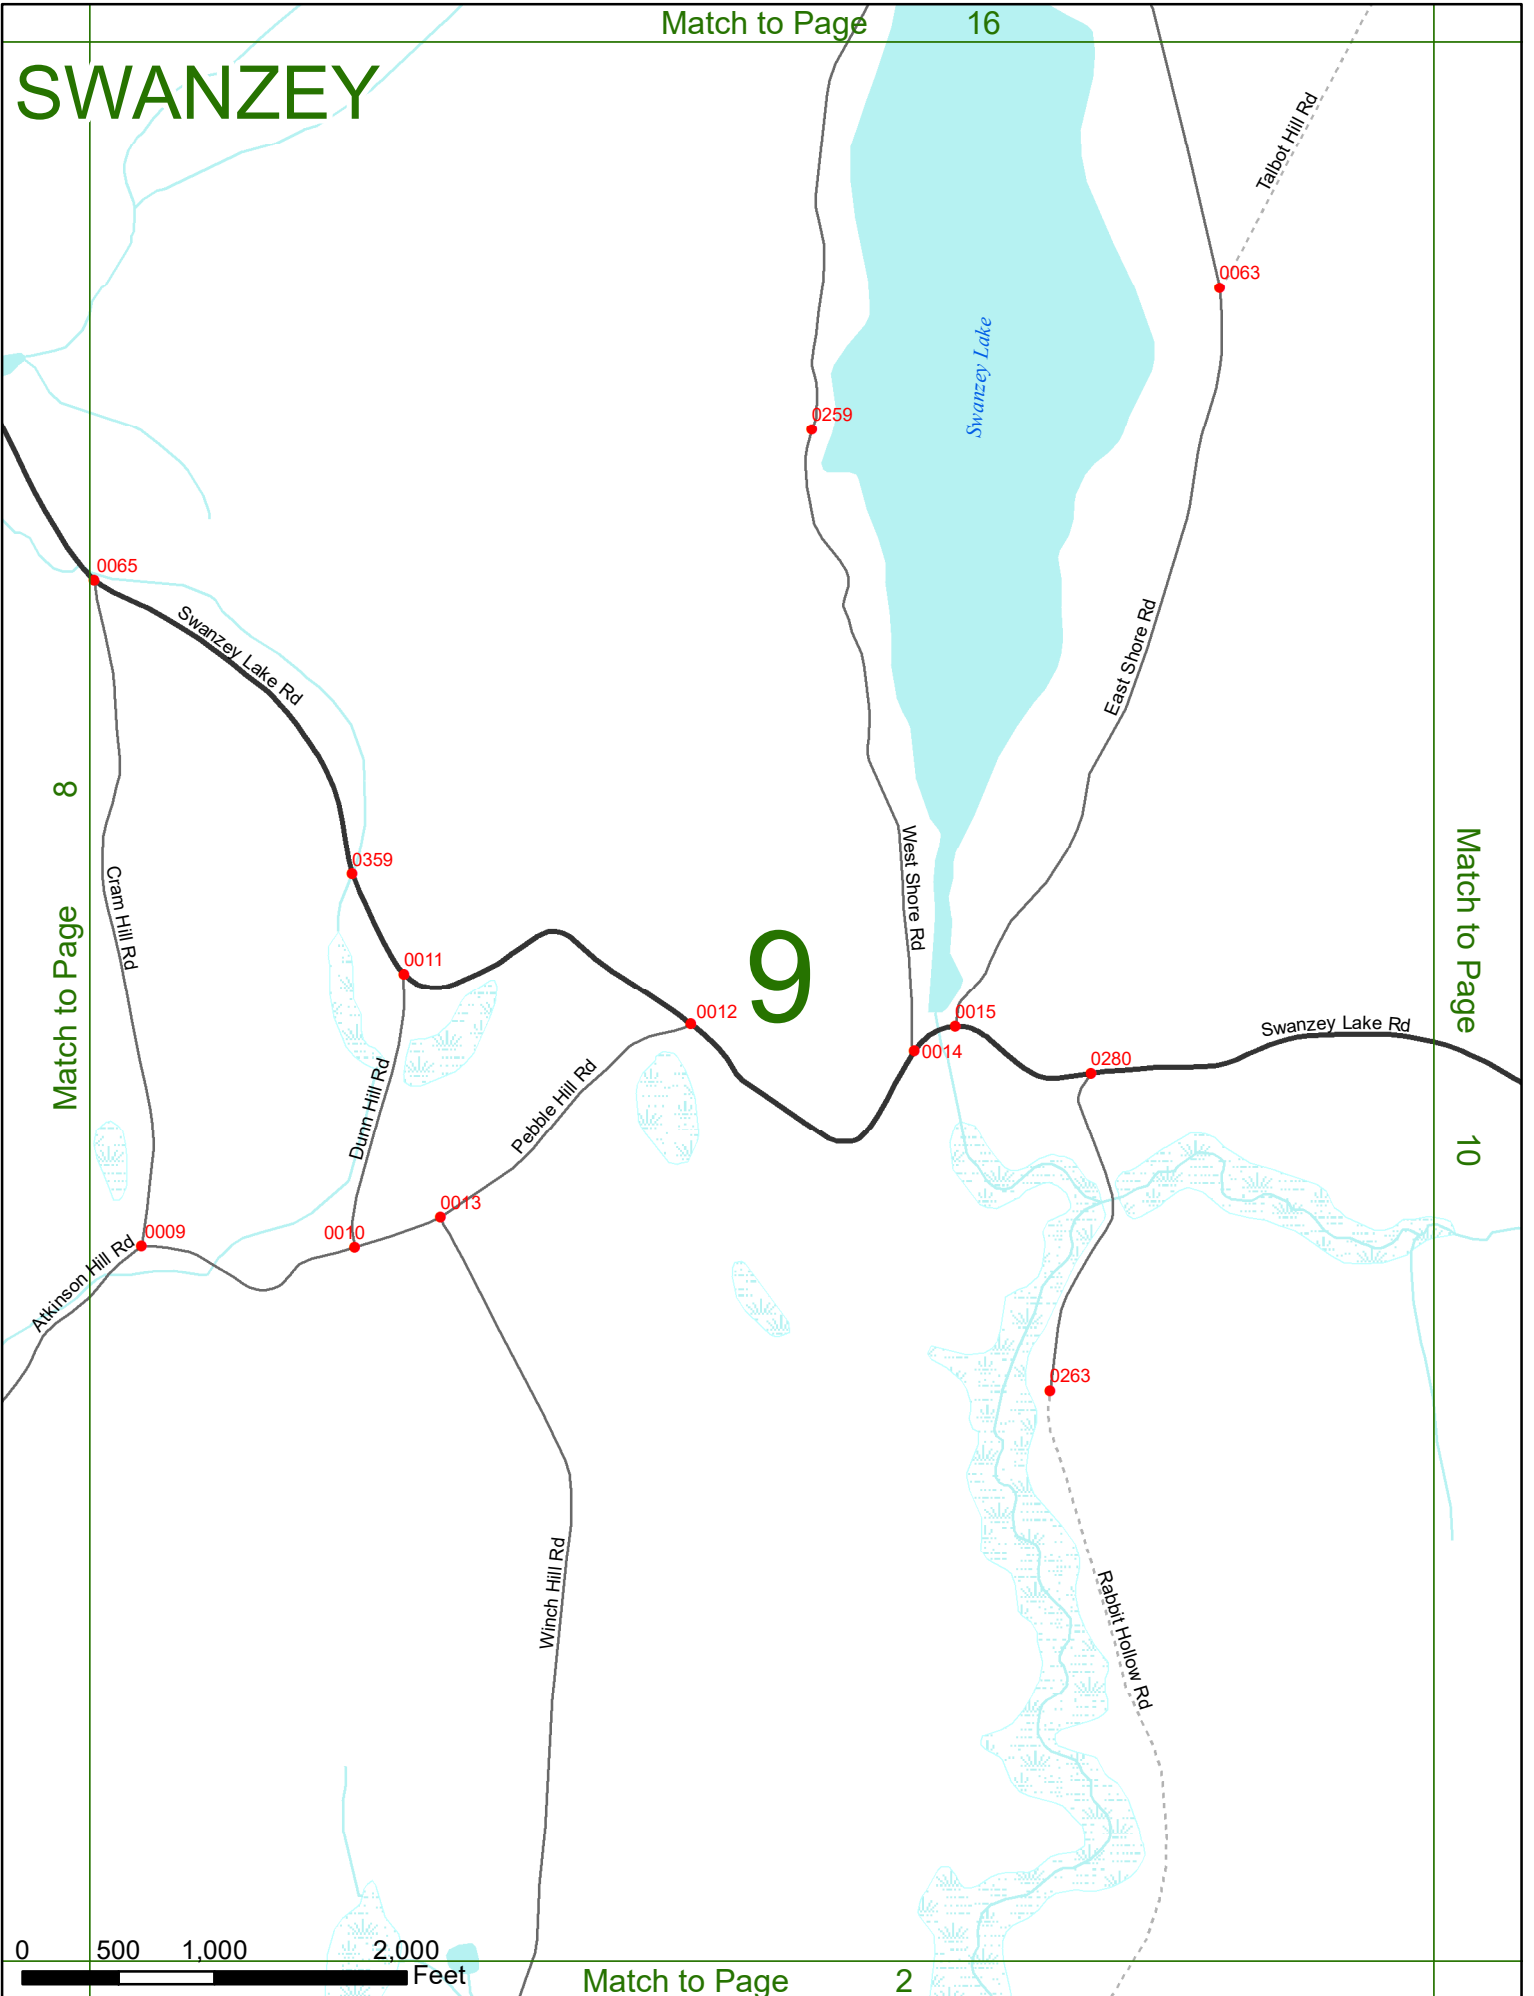 Match to Page 16
SWANZEY
Talbot Hill Rd
0063
Swanzey Lake
0259
0065
Swanzey Lake Rd
East Shore Rd
8
Match to Page
Cram Hill Rd
0359
West Shore Rd
Match to Page
10
0011
9
0012
0015
0014
Swanzey Lake Rd
0280
Dunn Hill Rd
Pebble Hill Rd
0013
0009
0010
Atkinson Hill Rd
0263
Winch Hill Rd
Rabbit Hollow Rd
0 500 1,000 2,000
Feet
Match to Page 2